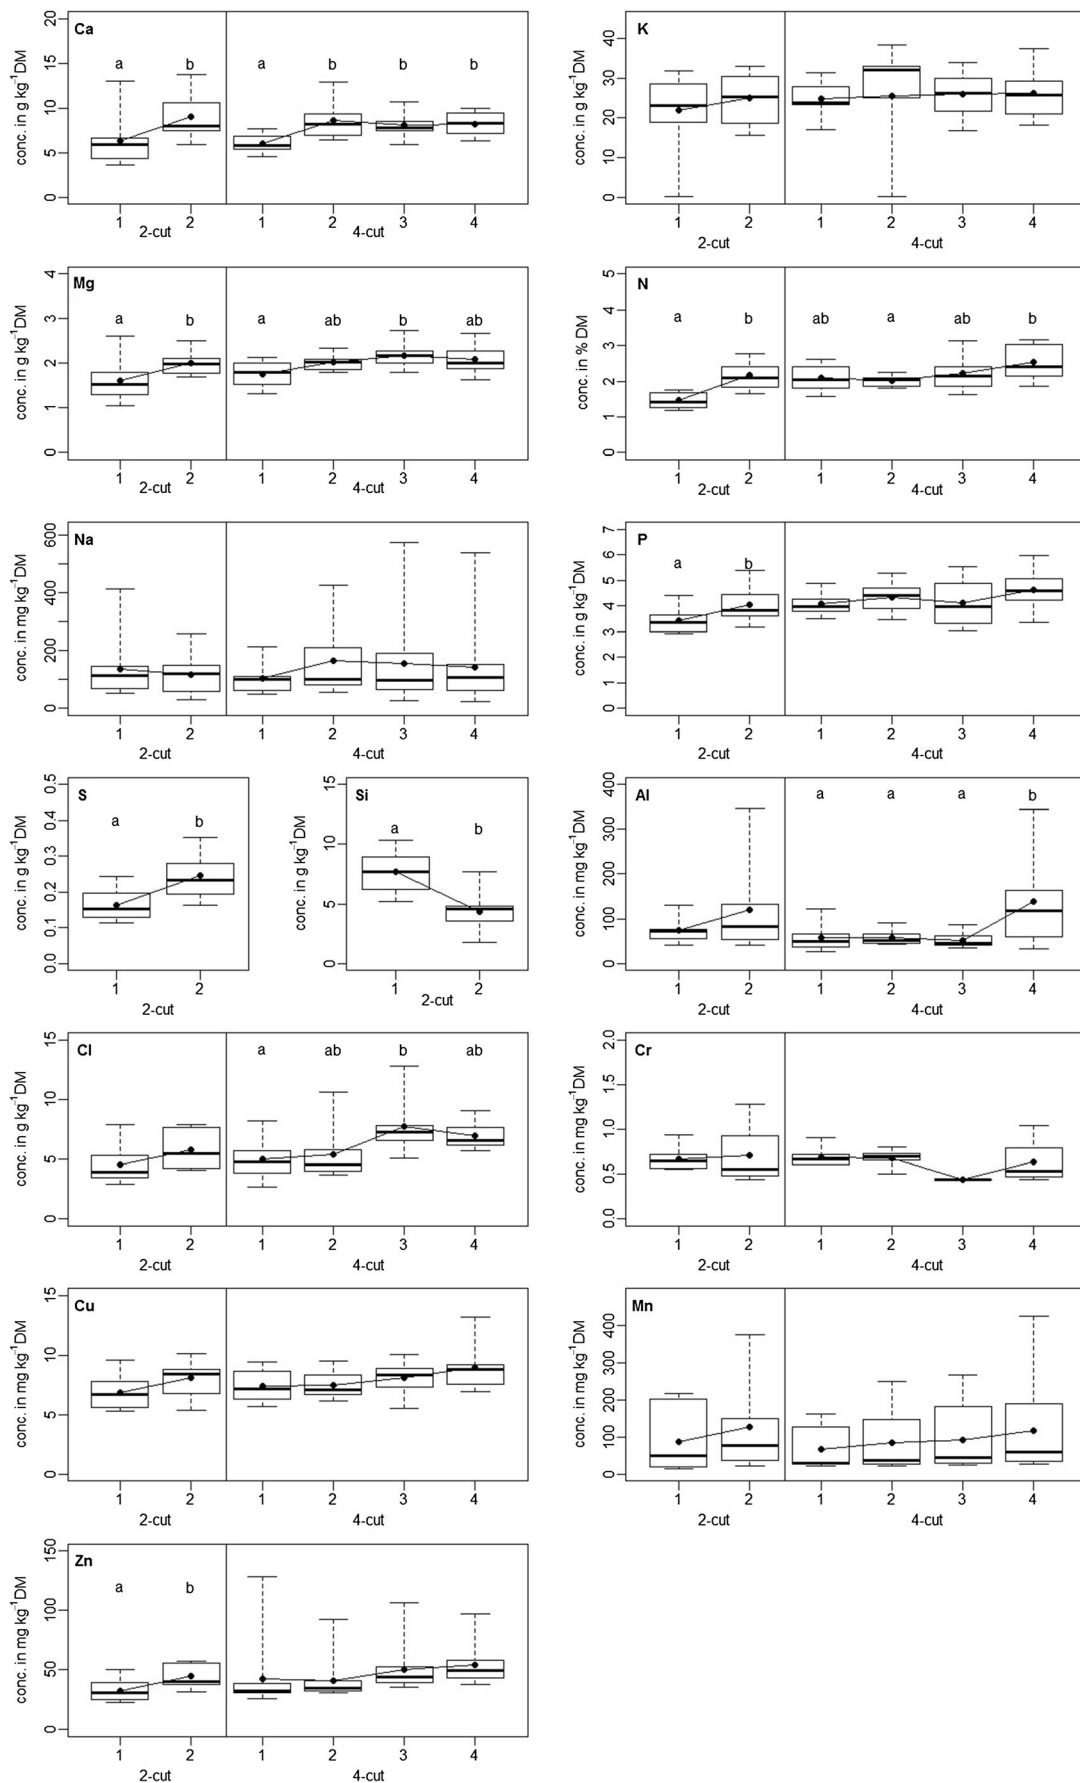 Ca
conc. in g kg⁻¹DM
20
15
10
5
0
a b a b b b
1 2 1 2 3 4
2-cut 4-cut
K
conc. in g kg⁻¹DM
40
30
20
10
0
1 2 1 2 3 4
2-cut 4-cut
Mg
conc. in g kg⁻¹DM
4
3
2
1
0
a b a ab b ab
1 2 1 2 3 4
2-cut 4-cut
N
conc. in % DM
5
4
3
2
1
0
a b ab a ab b
1 2 1 2 3 4
2-cut 4-cut
Na
conc. in mg kg⁻¹DM
600
400
200
0
1 2 1 2 3 4
2-cut 4-cut
P
conc. in g kg⁻¹DM
7
6
5
4
3
2
1
0
a b
1 2 1 2 3 4
2-cut 4-cut
S
conc. in g kg⁻¹DM
0.5
0.4
0.3
0.2
0.1
0.0
a b
1 2
2-cut
Si
conc. in g kg⁻¹DM
15
10
5
0
a b
1 2
2-cut
Al
conc. in mg kg⁻¹DM
400
300
200
100
0
a a a b
1 2 1 2 3 4
2-cut 4-cut
Cl
conc. in g kg⁻¹DM
15
10
5
0
a ab b ab
1 2 1 2 3 4
2-cut 4-cut
Cr
conc. in mg kg⁻¹DM
2.0
1.5
1.0
0.5
0.0
1 2 1 2 3 4
2-cut 4-cut
Cu
conc. in mg kg⁻¹DM
15
10
5
0
1 2 1 2 3 4
2-cut 4-cut
Mn
conc. in mg kg⁻¹DM
400
300
200
100
0
1 2 1 2 3 4
2-cut 4-cut
Zn
conc. in mg kg⁻¹DM
150
100
50
0
a b
1 2 1 2 3 4
2-cut 4-cut